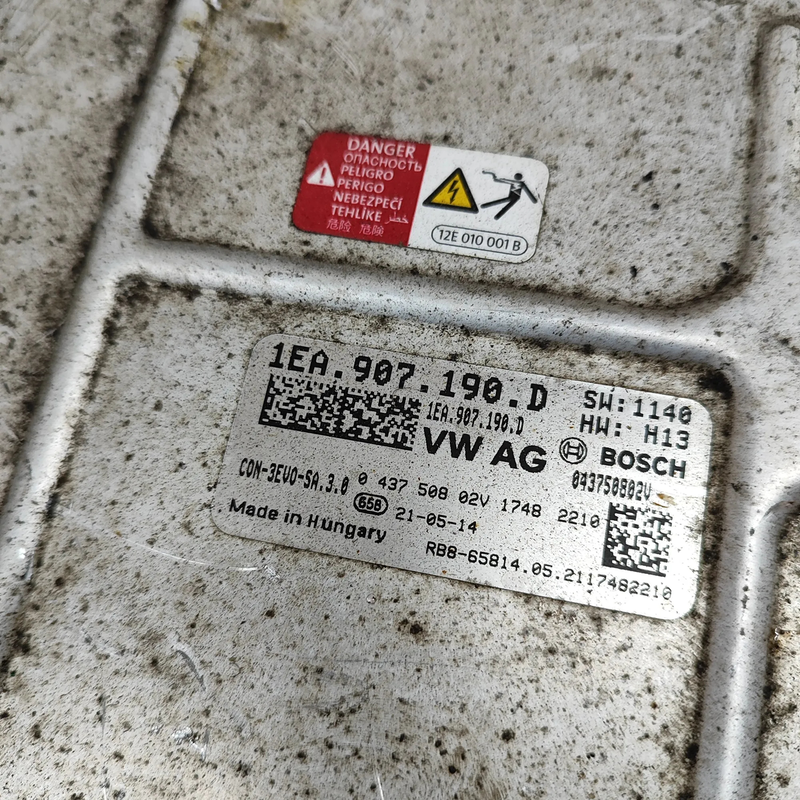 DANGER
ОПАСНОСТЬ
PELIGRO
PERIGO
NEBEZPEČÍ
TEHLİKE خطر
危险 危險
12E 010 001 B
1EA.907.190.D
SW:1140
1EA.907.190.D
HW: H13
VW AG
BOSCH
CON-3EVO-SA.3.0
0 437 508 02V 1748 2210
043750802V
658
21-05-14
Made in Hungary
RB8-65814.05.2117482210